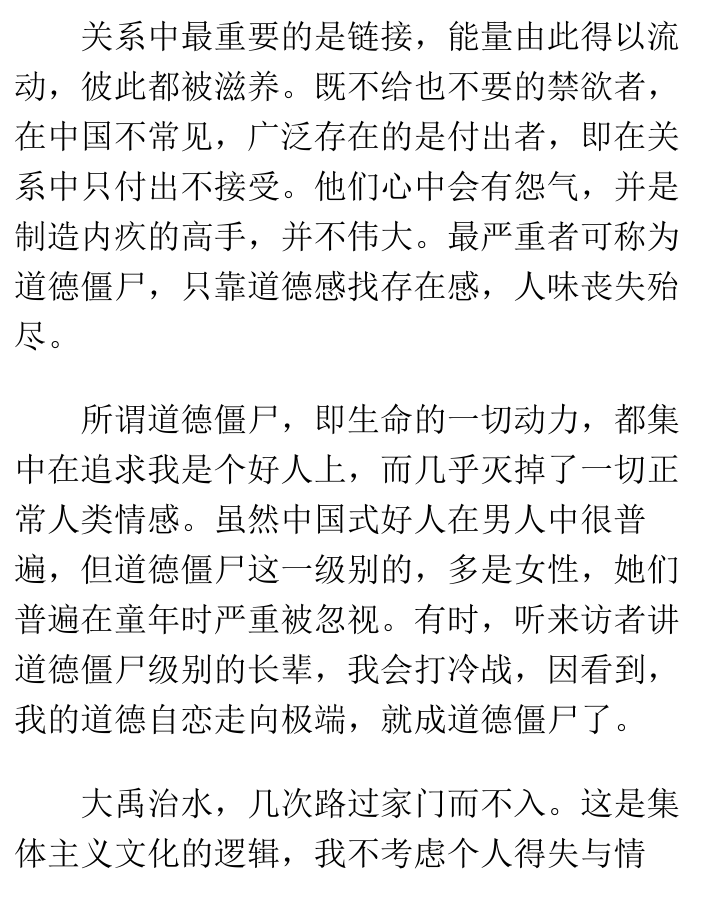 关系中最重要的是链接，能量由此得以流
动，彼此都被滋养。既不给也不要的禁欲者，
在中国不常见，广泛存在的是付出者，即在关
系中只付出不接受。他们心中会有怨气，并是
制造内疚的高手，并不伟大。最严重者可称为
道德僵尸，只靠道德感找存在感，人味丧失殆
尽。
所谓道德僵尸，即生命的一切动力，都集
中在追求我是个好人上，而几乎灭掉了一切正
常人类情感。虽然中国式好人在男人中很普
遍，但道德僵尸这一级别的，多是女性，她们
普遍在童年时严重被忽视。有时，听来访者讲
道德僵尸级别的长辈，我会打冷战，因看到，
我的道德自恋走向极端，就成道德僵尸了。
大禹治水，几次路过家门而不入。这是集
体主义文化的逻辑，我不考虑个人得失与情